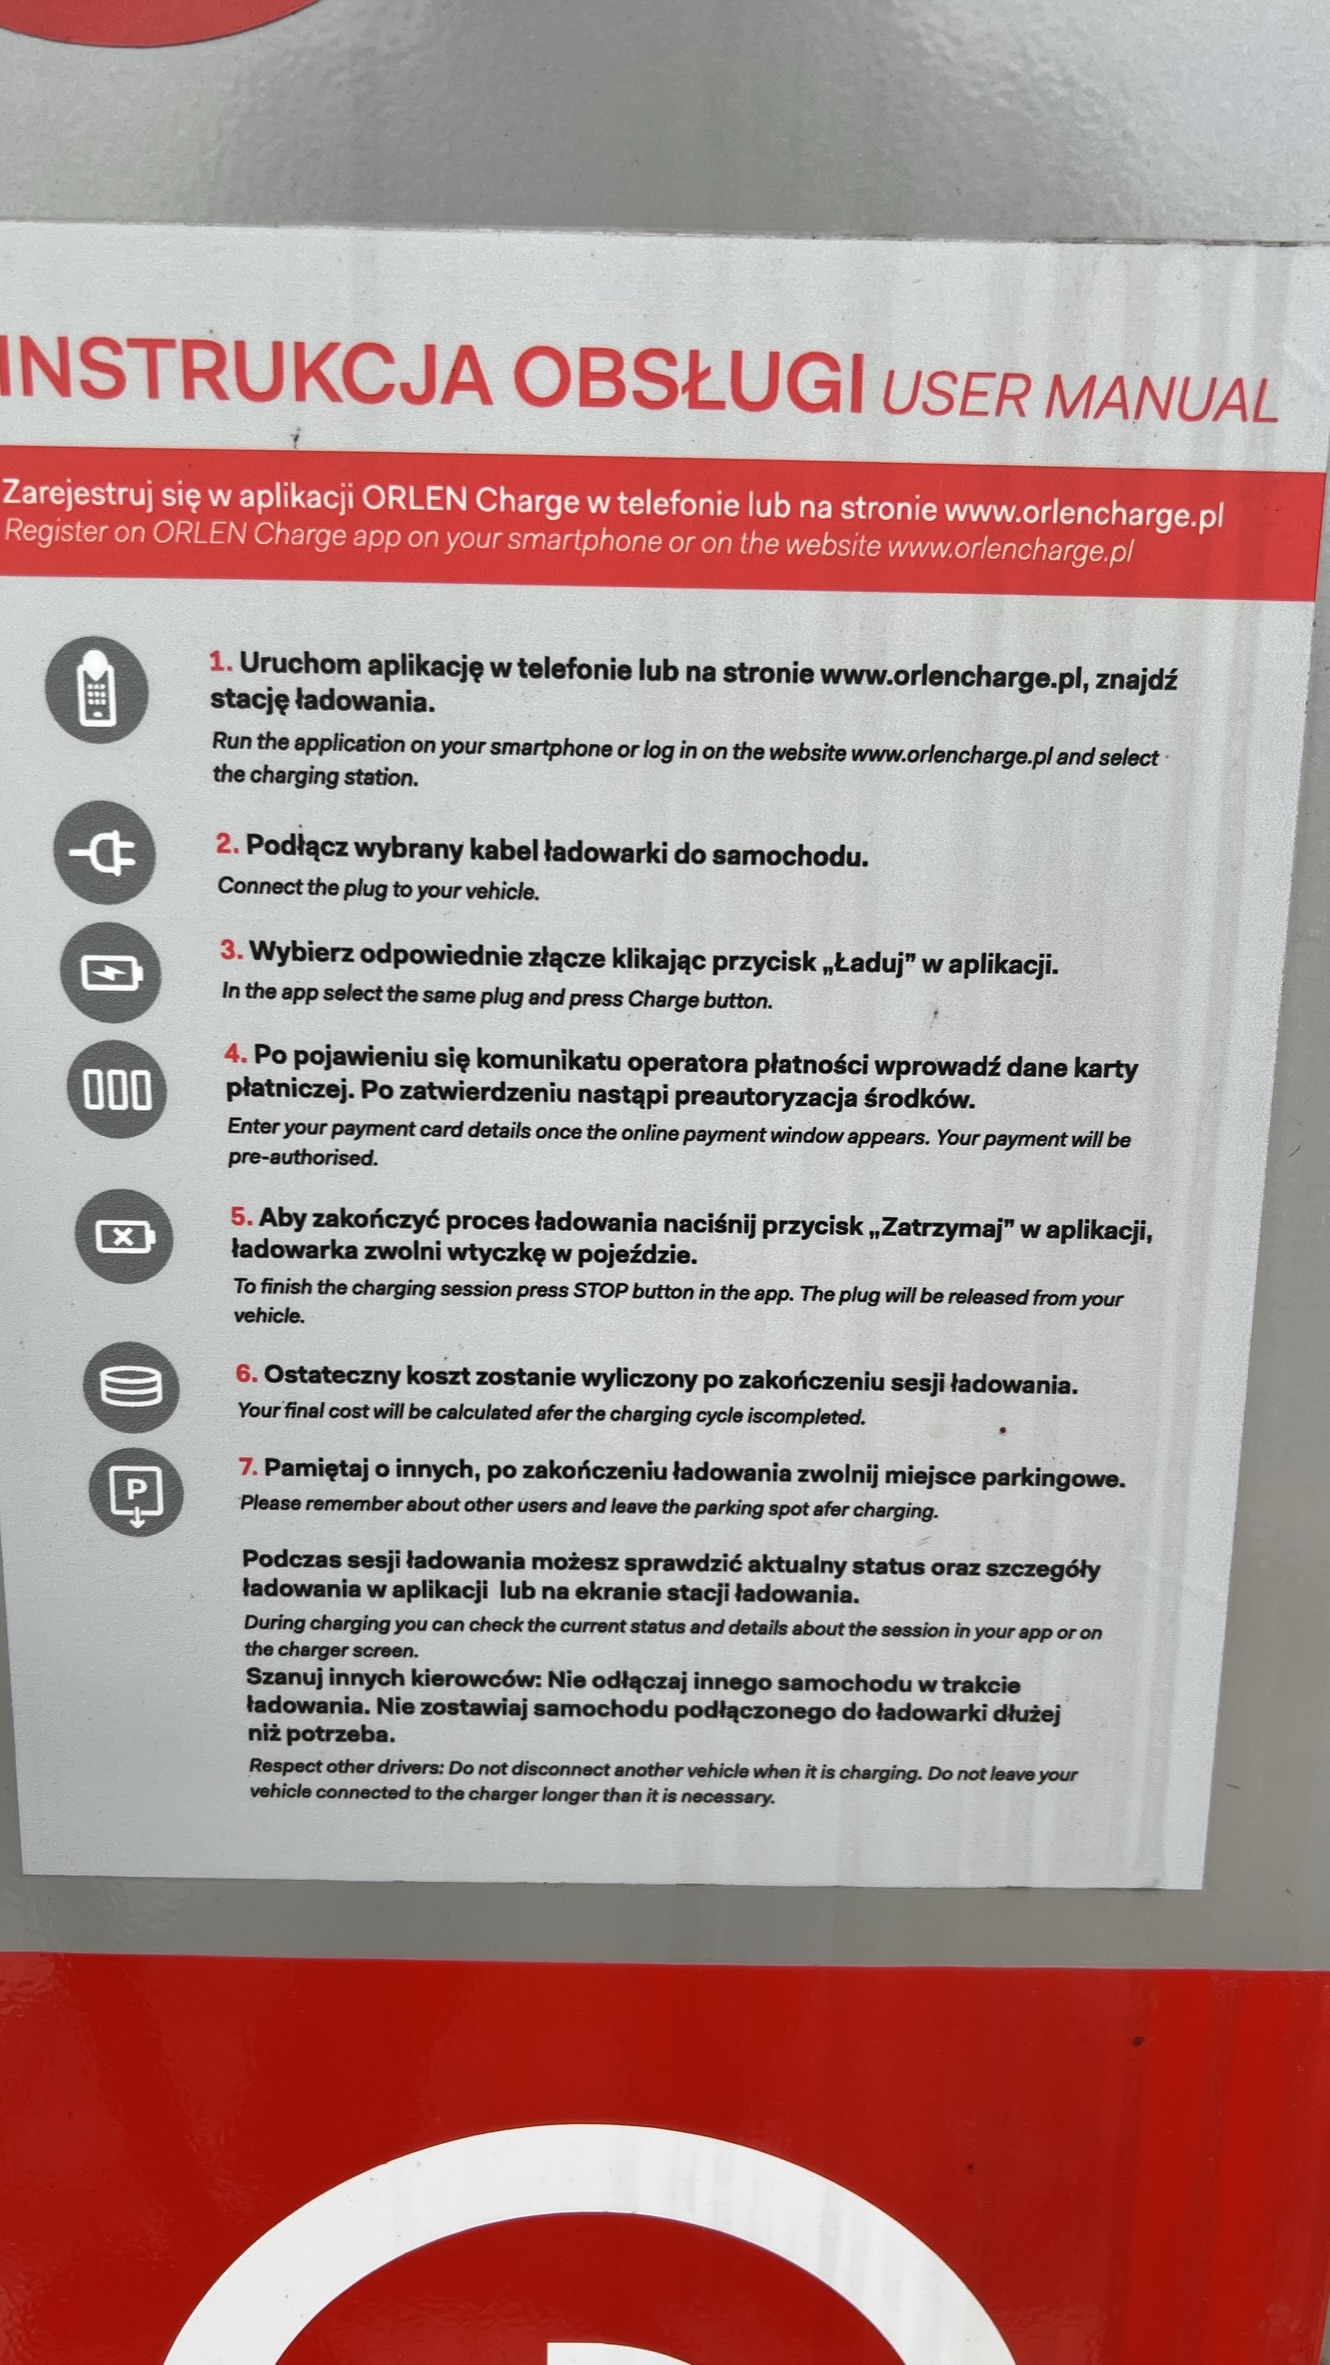 INSTRUKCJA OBSŁUGI USER MANUAL
Zarejestruj się w aplikacji ORLEN Charge w telefonie lub na stronie www.orlencharge.pl
Register on ORLEN Charge app on your smartphone or on the website www.orlencharge.pl
1. Uruchom aplikację w telefonie lub na stronie www.orlencharge.pl, znajdź
stację ładowania.
Run the application on your smartphone or log in on the website www.orlencharge.pl and select
the charging station.
2. Podłącz wybrany kabel ładowarki do samochodu.
Connect the plug to your vehicle.
3. Wybierz odpowiednie złącze klikając przycisk „Ładuj” w aplikacji.
In the app select the same plug and press Charge button.
4. Po pojawieniu się komunikatu operatora płatności wprowadź dane karty
płatniczej. Po zatwierdzeniu nastąpi preautoryzacja środków.
Enter your payment card details once the online payment window appears. Your payment will be
pre-authorised.
5. Aby zakończyć proces ładowania naciśnij przycisk „Zatrzymaj” w aplikacji,
ładowarka zwolni wtyczkę w pojeździe.
To finish the charging session press STOP button in the app. The plug will be released from your
vehicle.
6. Ostateczny koszt zostanie wyliczony po zakończeniu sesji ładowania.
Your final cost will be calculated afer the charging cycle iscompleted.
P
7. Pamiętaj o innych, po zakończeniu ładowania zwolnij miejsce parkingowe.
Please remember about other users and leave the parking spot afer charging.
Podczas sesji ładowania możesz sprawdzić aktualny status oraz szczegóły
ładowania w aplikacji lub na ekranie stacji ładowania.
During charging you can check the current status and details about the session in your app or on
the charger screen.
Szanuj innych kierowców: Nie odłączaj innego samochodu w trakcie
ładowania. Nie zostawiaj samochodu podłączonego do ładowarki dłużej
niż potrzeba.
Respect other drivers: Do not disconnect another vehicle when it is charging. Do not leave your
vehicle connected to the charger longer than it is necessary.